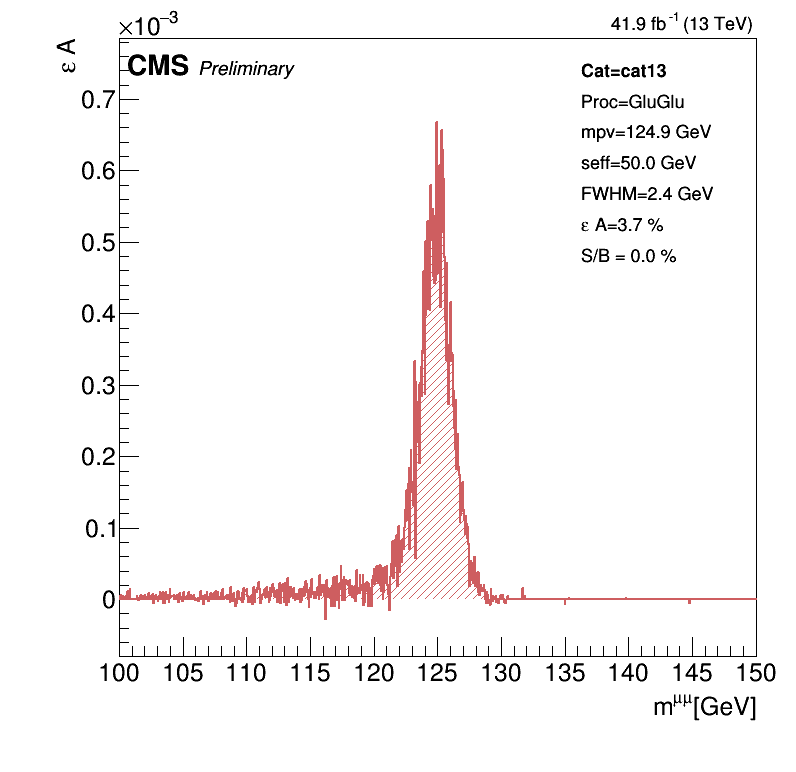 ×10⁻³
41.9 fb⁻¹ (13 TeV)
ε A
CMS Preliminary
Cat=cat13
Proc=GluGlu
mpv=124.9 GeV
seff=50.0 GeV
FWHM=2.4 GeV
ε A=3.7 %
S/B = 0.0 %
0.7
0.6
0.5
0.4
0.3
0.2
0.1
0
100 105 110 115 120 125 130 135 140 145 150
m^μμ[GeV]